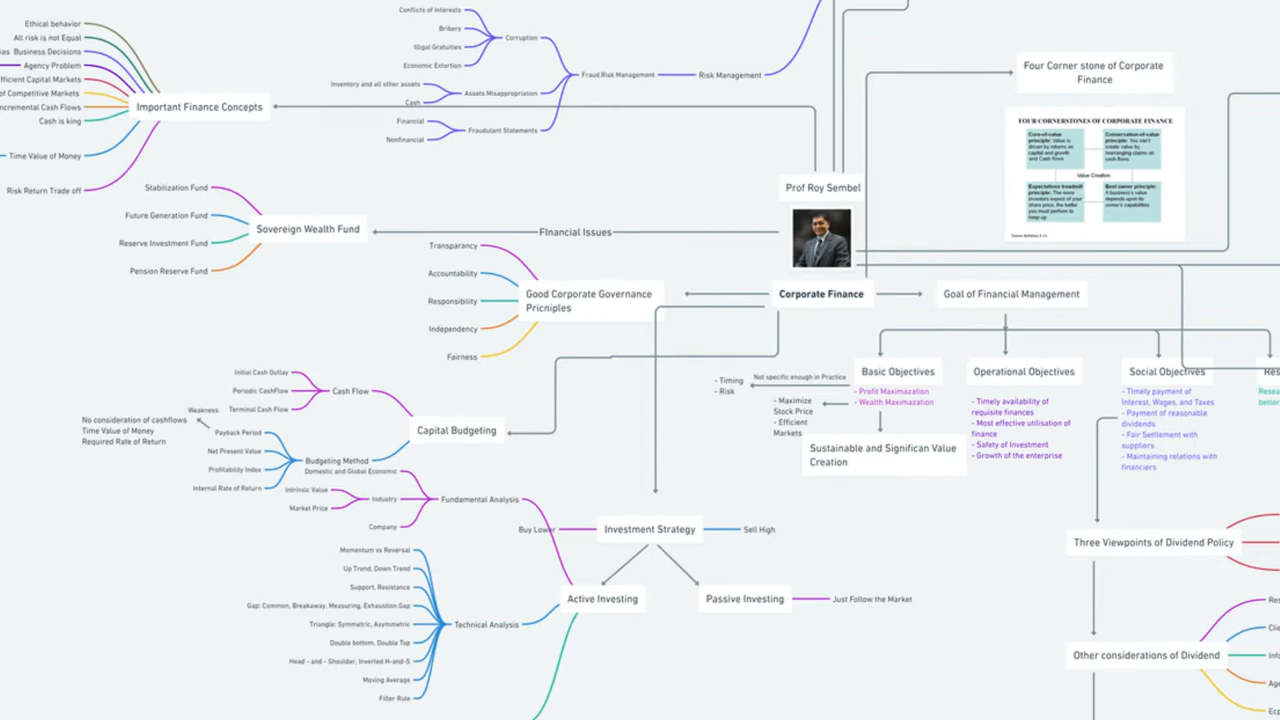 Ethical behavior
All risk is not Equal
Business Decisions
Agency Problem
Capital Markets
of Competitive Markets
Cash Flows
Cash is king
Time Value of Money
Risk Return Trade off
Important Finance Concepts
Conflicts of Interests
Bribery
Illigal Gratuities
Economic Extortion
Corruption
Inventory and all other assets
Cash
Assets Misappropriation
Financial
Nonfinancial
Fraudulant Statements
Fraud Risk Management
Risk Management
Four Corner stone of Corporate
Finance
FOUR CORNERSTONES OF CORPORATE FINANCE
Core-of-value
principle: Value is
driven by returns on
capital and growth
and Cash flows
Conservation-of-value
principle: You can't
create value by
rearranging claims on
cash flows
Value Creation
Expectations treadmill
principle: The more
investors expect of your
share price, the better
you must perform to
keep up
Best owner principle:
A business's value
depends upon its
owner's capabilities
Prof Roy Sembel
Stabilization Fund
Future Generation Fund
Reserve Investment Fund
Pension Reserve Fund
Sovereign Wealth Fund
FInancial Issues
Transparency
Accountability
Responsibility
Independency
Fairness
Good Corporate Governance
Pricniples
Corporate Finance
Goal of Financial Management
Basic Objectives
- Profit Maximazation
- Wealth Maximazation
Not specific enough in Practice
- Timing
- Risk
- Maximize
Stock Price
- Efficient
Markets
Sustainable and Significan Value
Creation
Operational Objectives
- Timely availability of
requisite finances
- Most effective utilisation of
finance
- Safety of Investment
- Growth of the enterprise
Social Objectives
- TImely payment of
Interest, Wages, and Taxes
- Payment of reasonable
dividends
- Fair Settlement with
suppliers
- Maintaining relations with
financiers
better
Initial Cash Outlay
Periodic CashFlow
Terminal Cash Flow
Cash Flow
Weakness
No consideration of cashflows
Time Value of Money
Required Rate of Return
Payback Period
Net Present Value
Profitability Index
Internal Rate of Return
Budgeting Method
Capital Budgeting
Domestic and Global Economic
Intrinsic Value
Market Price
Industry
Company
Fundamental Analysis
Buy Lower
Investment Strategy
Sell High
Active Investing
Passive Investing
Just Follow the Market
Momentum vs Reversal
Up Trend, Down Trend
Support, Resistance
Gap: Common, Breakaway, Measuring, Exhaustion Gap
Triangle: Symmetric, Asymmetric
Double bottom, Double Top
Head - and - Shoulder, Inverted H-and-S
Moving Average
Filter Rule
Technical Analysis
Three Viewpoints of Dividend Policy
Other considerations of Dividend